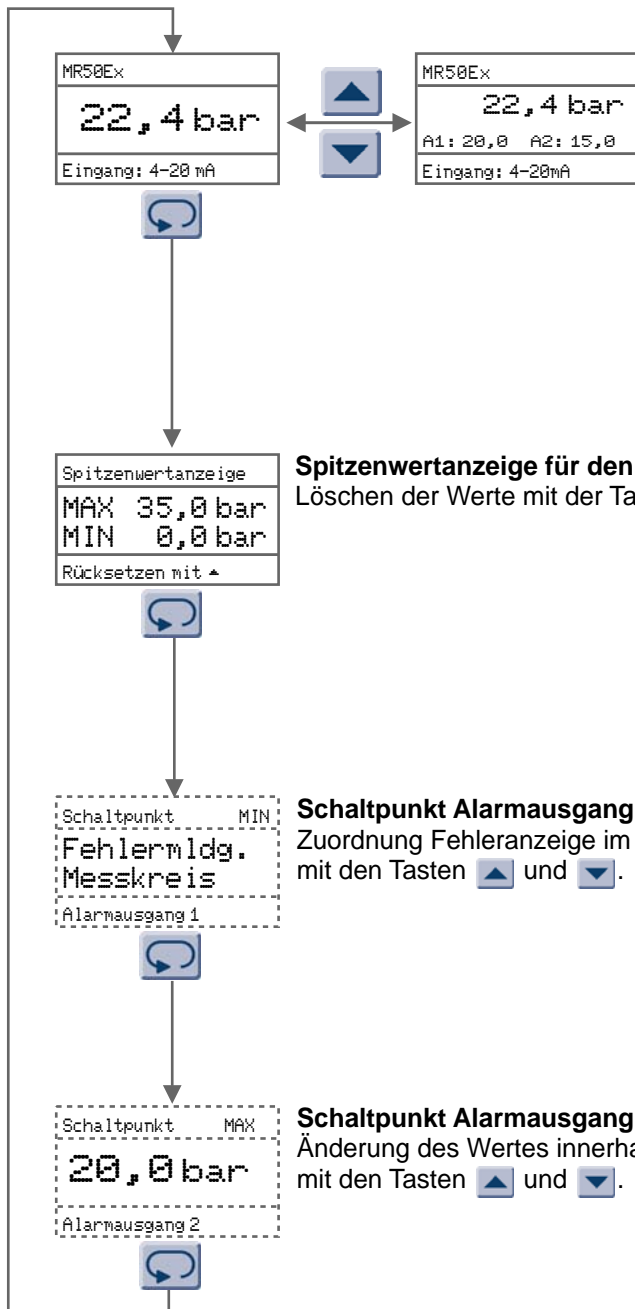 MR50Ex
22,4 bar
Eingang: 4-20 mA
MR50Ex
22,4 bar
A1: 20,0 A2: 15,0
Eingang: 4-20mA
Spitzenwertanzeige
MAX 35,0 bar
MIN 0,0 bar
Rücksetzen mit ▲
Spitzenwertanzeige für den
Löschen der Werte mit der
Schaltpunkt MIN
Fehlermldg.
Messkreis
Alarmausgang 1
Schaltpunkt Alarmausgang
Zuordnung Fehleranzeige im
mit den Tasten ▲ und ▼.
Schaltpunkt MAX
20,0 bar
Alarmausgang 2
Schaltpunkt Alarmausgang
Änderung des Wertes
mit den Tasten ▲ und ▼.